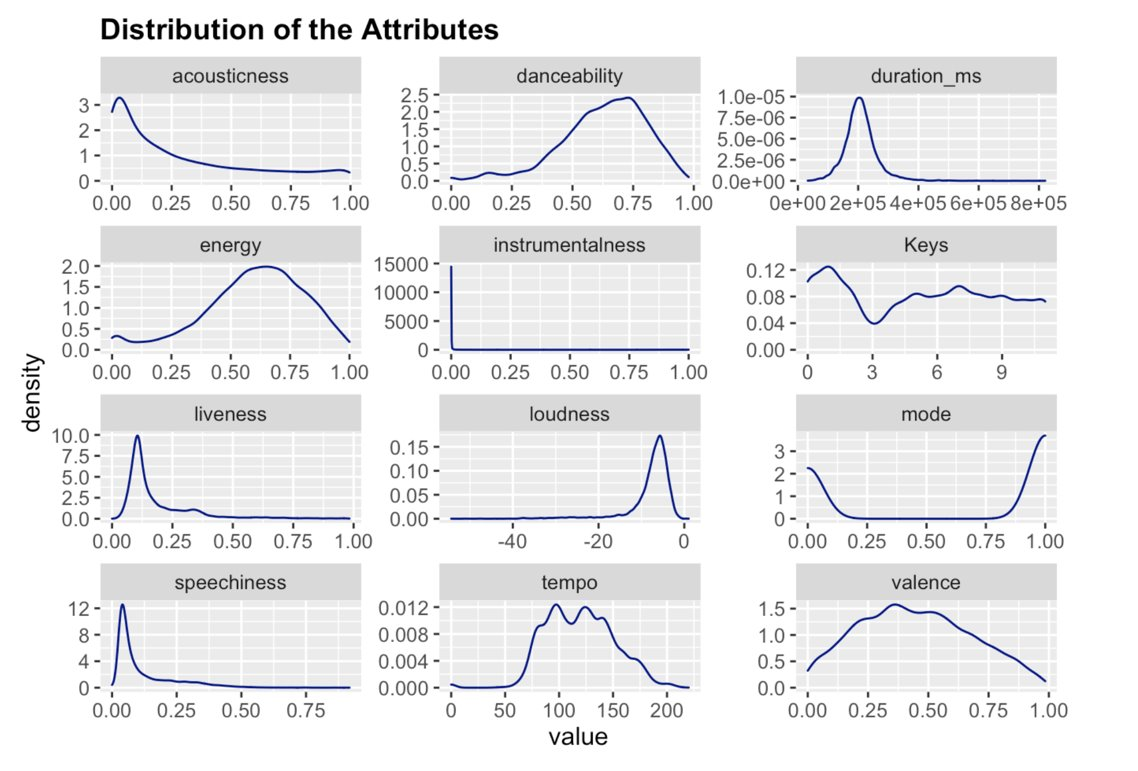 Distribution of the Attributes
acousticness danceability duration_ms
3 2.5 1.0e-05
2.0 7.5e-06
2 1.5 5.0e-06
1 1.0 2.5e-06
0.5
0 0.0 0.0e+00
0.00 0.25 0.50 0.75 1.00 0.00 0.25 0.50 0.75 1.00 0e+00 2e+05 4e+05 6e+05 8e+05
energy instrumentalness Keys
2.0 15000 0.12
1.5 10000 0.08
1.0
0.5 5000 0.04
0.0 0 0.00
0.00 0.25 0.50 0.75 1.00 0.00 0.25 0.50 0.75 1.00 0 3 6 9
density
liveness loudness mode
10.0 0.15 3
7.5 0.10 2
5.0
2.5 0.05 1
0.0 0.00 0
0.00 0.25 0.50 0.75 1.00 -40 -20 0 0.00 0.25 0.50 0.75 1.00
speechiness tempo valence
12 0.012 1.5
8 0.008 1.0
4 0.004 0.5
0 0.000 0.0
0.00 0.25 0.50 0.75 0 50 100 150 200 0.00 0.25 0.50 0.75 1.00
value